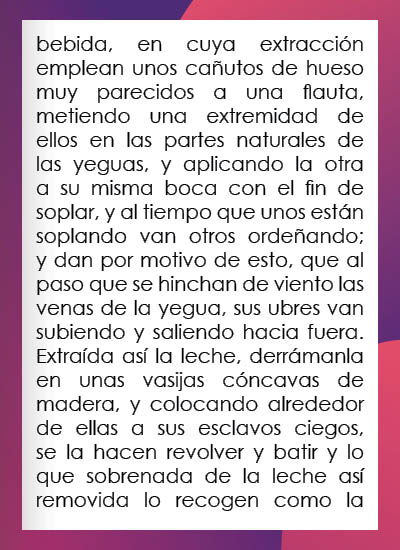 bebida, en cuya extracción
emplean unos cañutos de hueso
muy parecidos a una flauta,
metiendo una extremidad de
ellos en las partes naturales de
las yeguas, y aplicando la otra
a su misma boca con el fin de
soplar, y al tiempo que unos están
soplando van otros ordeñando;
y dan por motivo de esto, que al
paso que se hinchan de viento las
venas de la yegua, sus ubres van
subiendo y saliendo hacia fuera.
Extraída así la leche, derrámanla
en unas vasijas cóncavas de
madera, y colocando alrededor
de ellas a sus esclavos ciegos,
se la hacen revolver y batir y lo
que sobrenada de la leche así
removida lo recogen como la